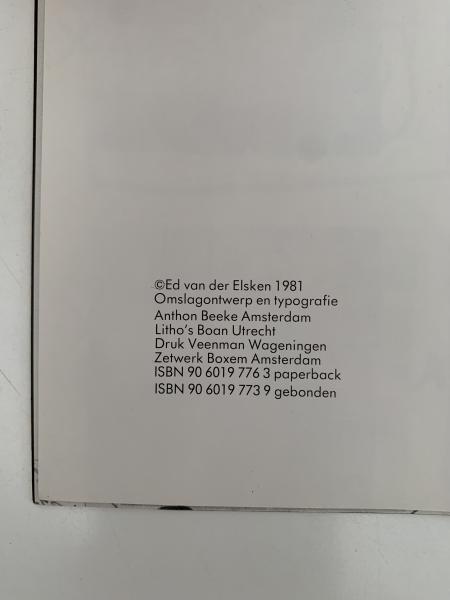 ©Ed van der Elsken 1981
Omslagontwerp en typografie
Anthon Beeke Amsterdam
Litho's Boan Utrecht
Druk Veenman Wageningen
Zetwerk Boxem Amsterdam
ISBN 90 6019 776 3 paperback
ISBN 90 6019 773 9 gebonden